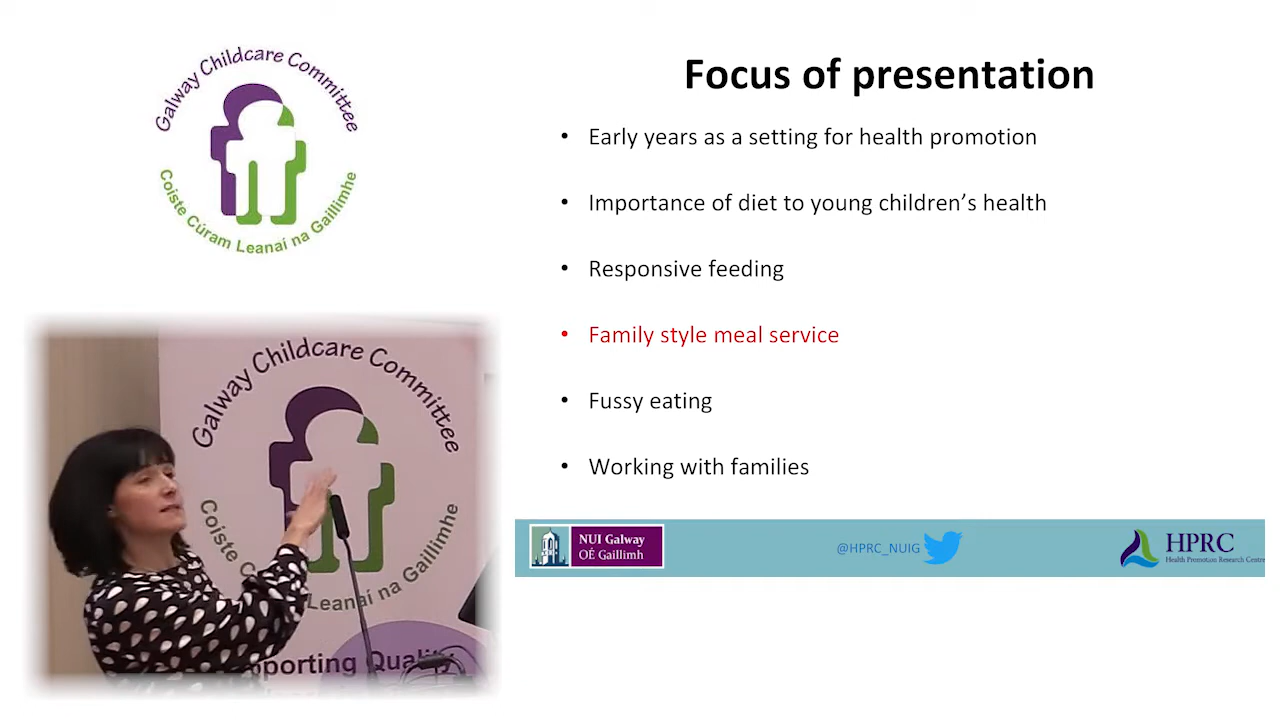 Galway Childcare Committee
Coiste Cúram Leanaí na Gaillimhe
Focus of presentation
• Early years as a setting for health promotion
• Importance of diet to young children's health
• Responsive feeding
• Family style meal service
• Fussy eating
• Working with families
NUI Galway
OÉ Gaillimh
@HPRC_NUIG
HPRC
Health Promotion Research Centre
Galway Childcare Committee
Coiste Leanaí na Gaillimhe
Quality